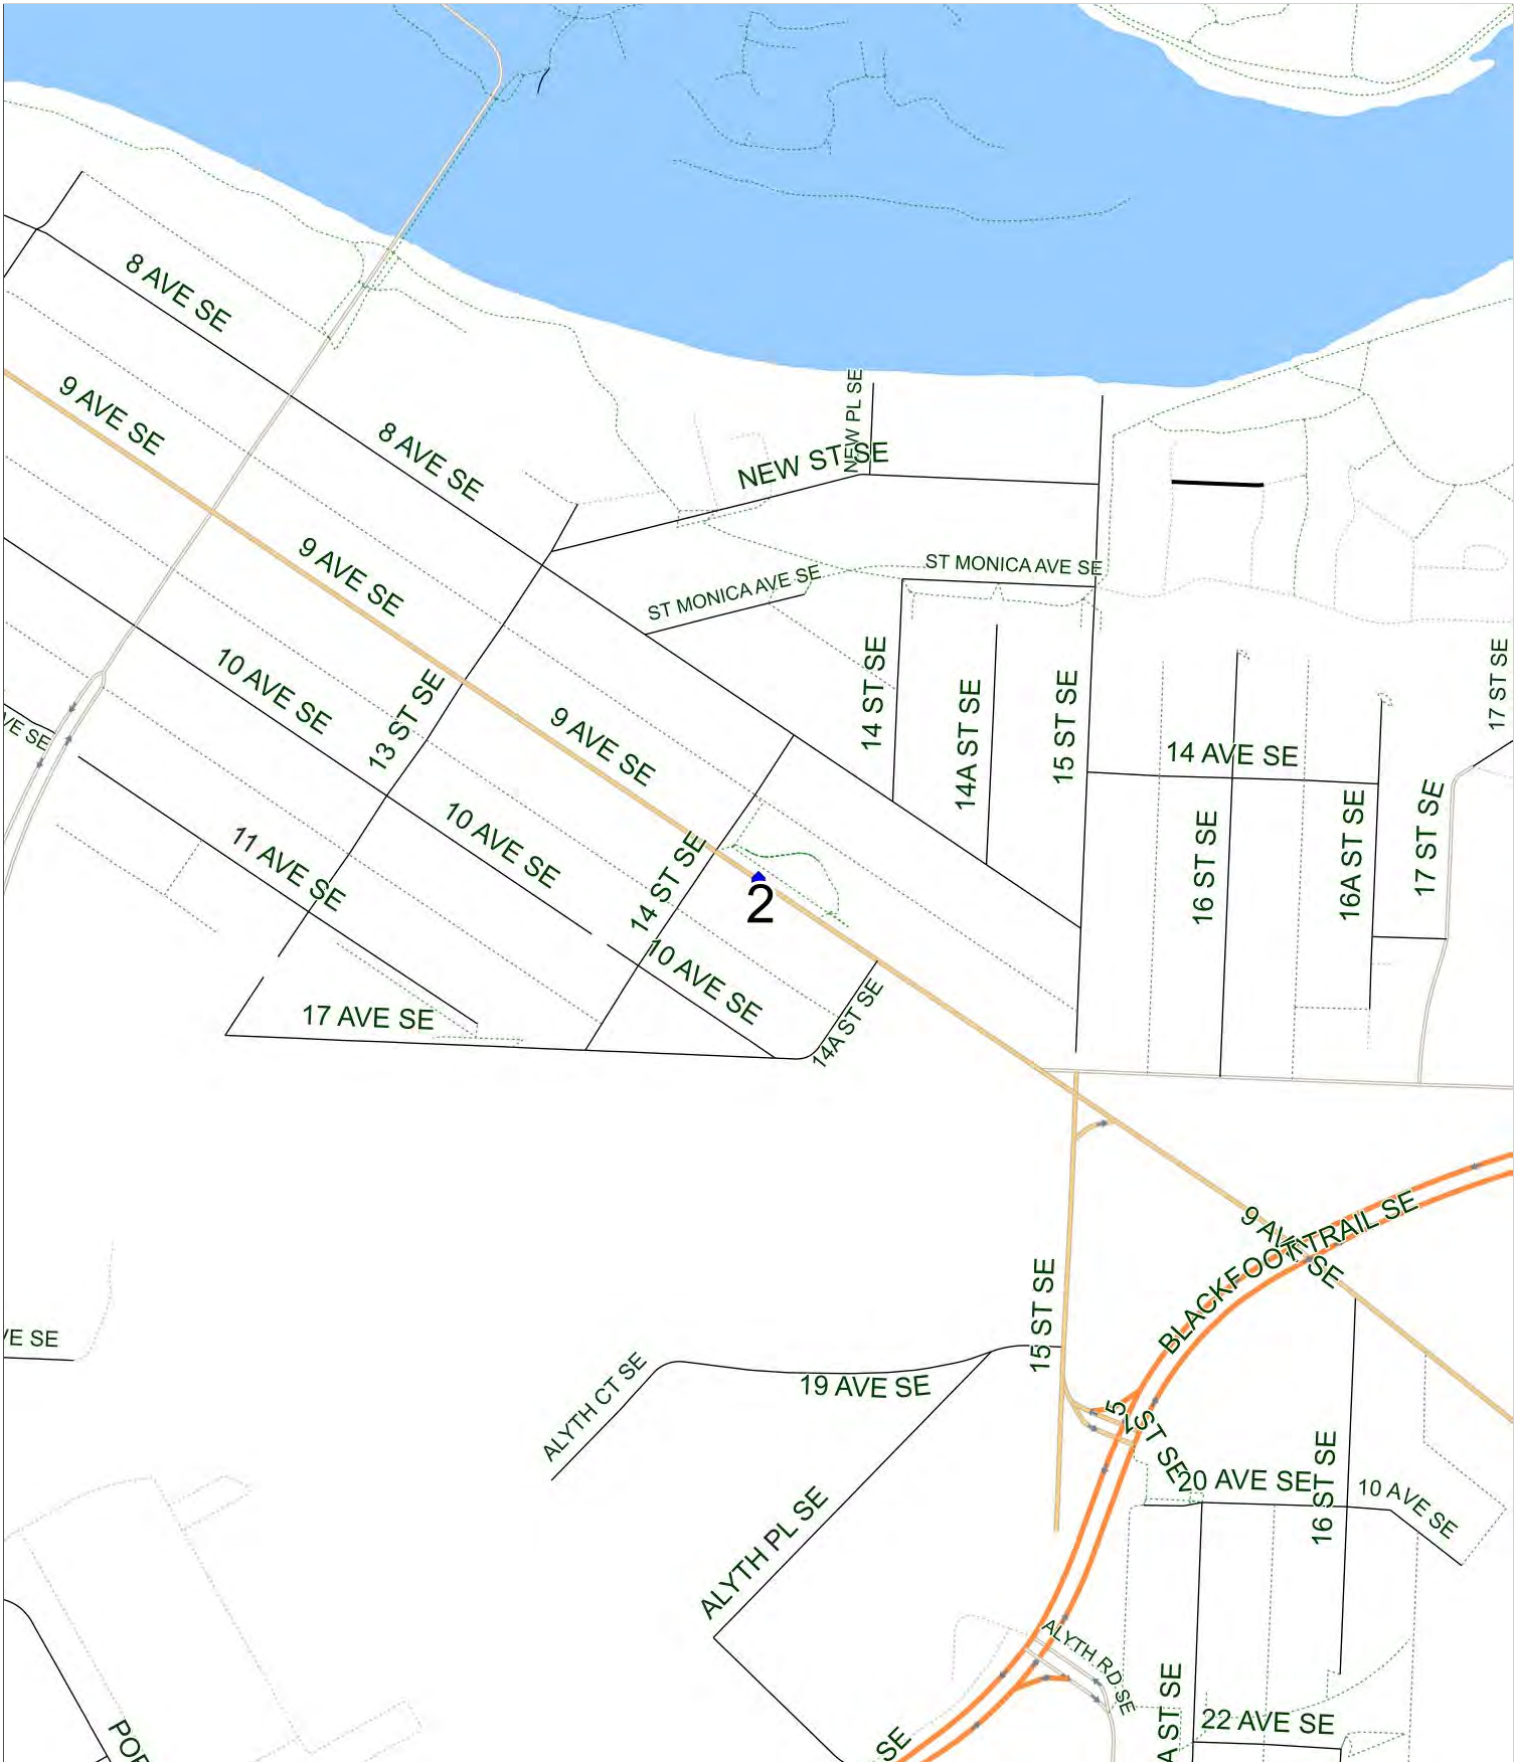 8 AVE SE
9 AVE SE
8 AVE SE
NEW PL SE
NEW ST SE
9 AVE SE
ST MONICA AVE SE
ST MONICA AVE SE
10 AVE SE
13 ST SE
14 ST SE
14A ST SE
15 ST SE
17 ST SE
VE SE
9 AVE SE
14 AVE SE
10 AVE SE
11 AVE SE
14 ST SE
2
16 ST SE
16A ST SE
17 ST SE
10 AVE SE
17 AVE SE
14A ST SE
9 AVE SE
BLACKFOOT TRAIL SE
15 ST SE
VE SE
ALYTH CT SE
19 AVE SE
ST SE
20 AVE SE
16 ST SE
10 AVE SE
ALYTH PL SE
ALYTH RD SE
A ST SE
22 AVE SE
SE